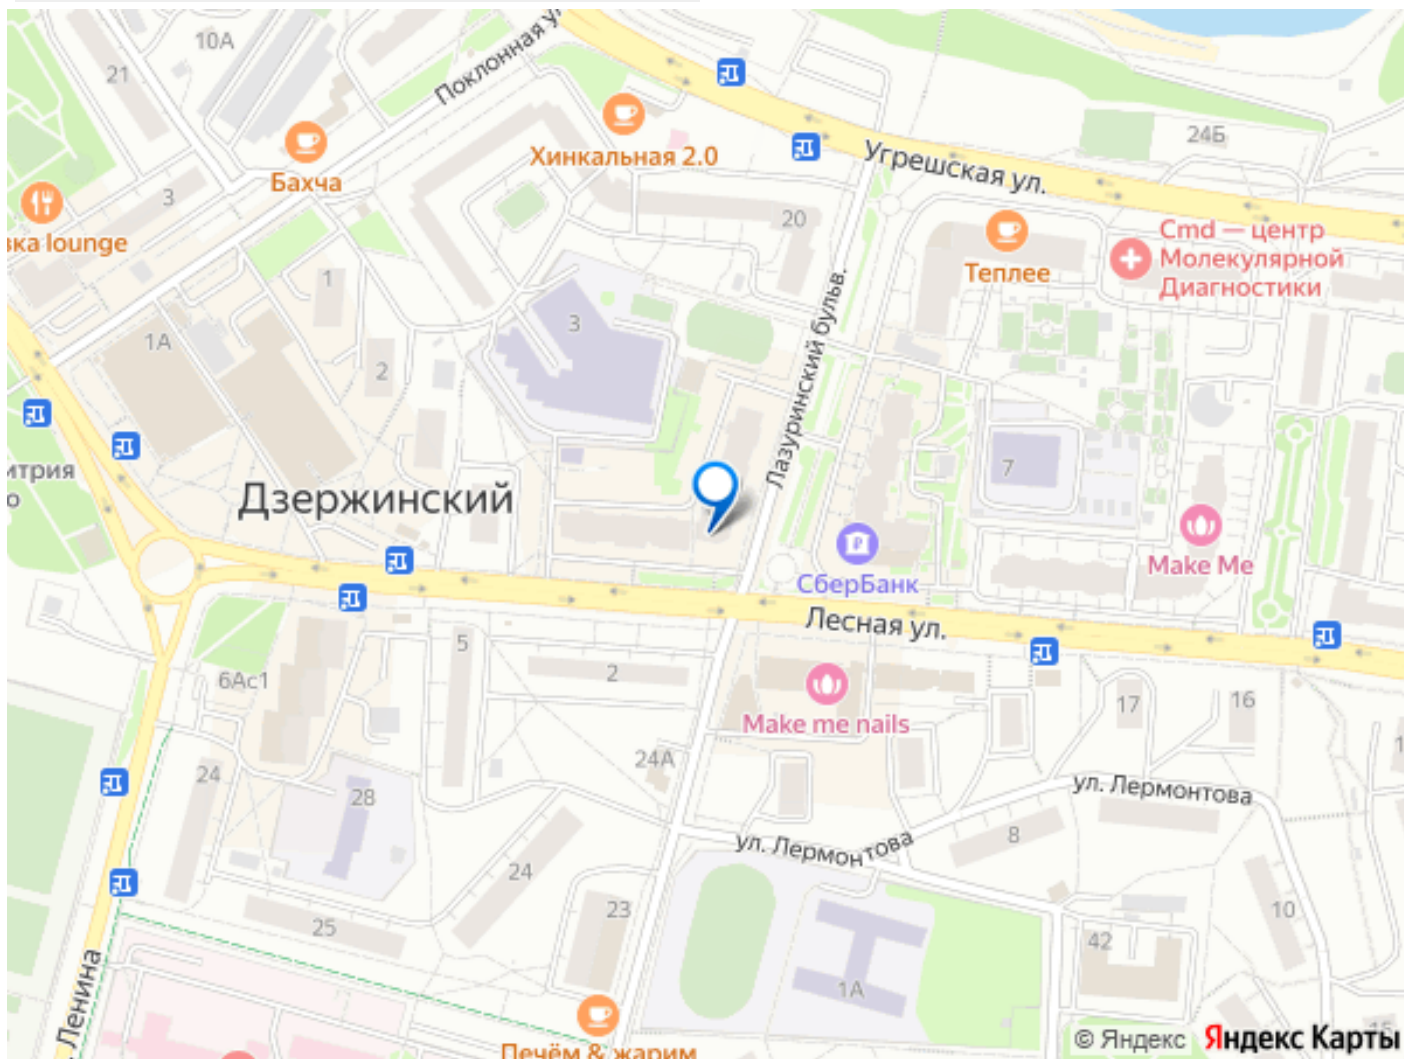 10А
21
Поклонная ул
24Б
Хинкальная 2.0
Угрешская ул.
Бахча
3
вка lounge
20
Cmd — центр
Молекулярной
Диагностики
Теплее
1
3
1А
2
Лазуринский бульв.
7
итрия
о
Дзержинский
СберБанк
Make Me
Лесная ул.
5
2
6Ас1
17
16
Make me nails
24А
24
28
ул. Лермонтова
8
ул. Лермонтова
24
23
25
10
42
1А
Ленина
Печём & жарим
© Яндекс Яндекс Карты